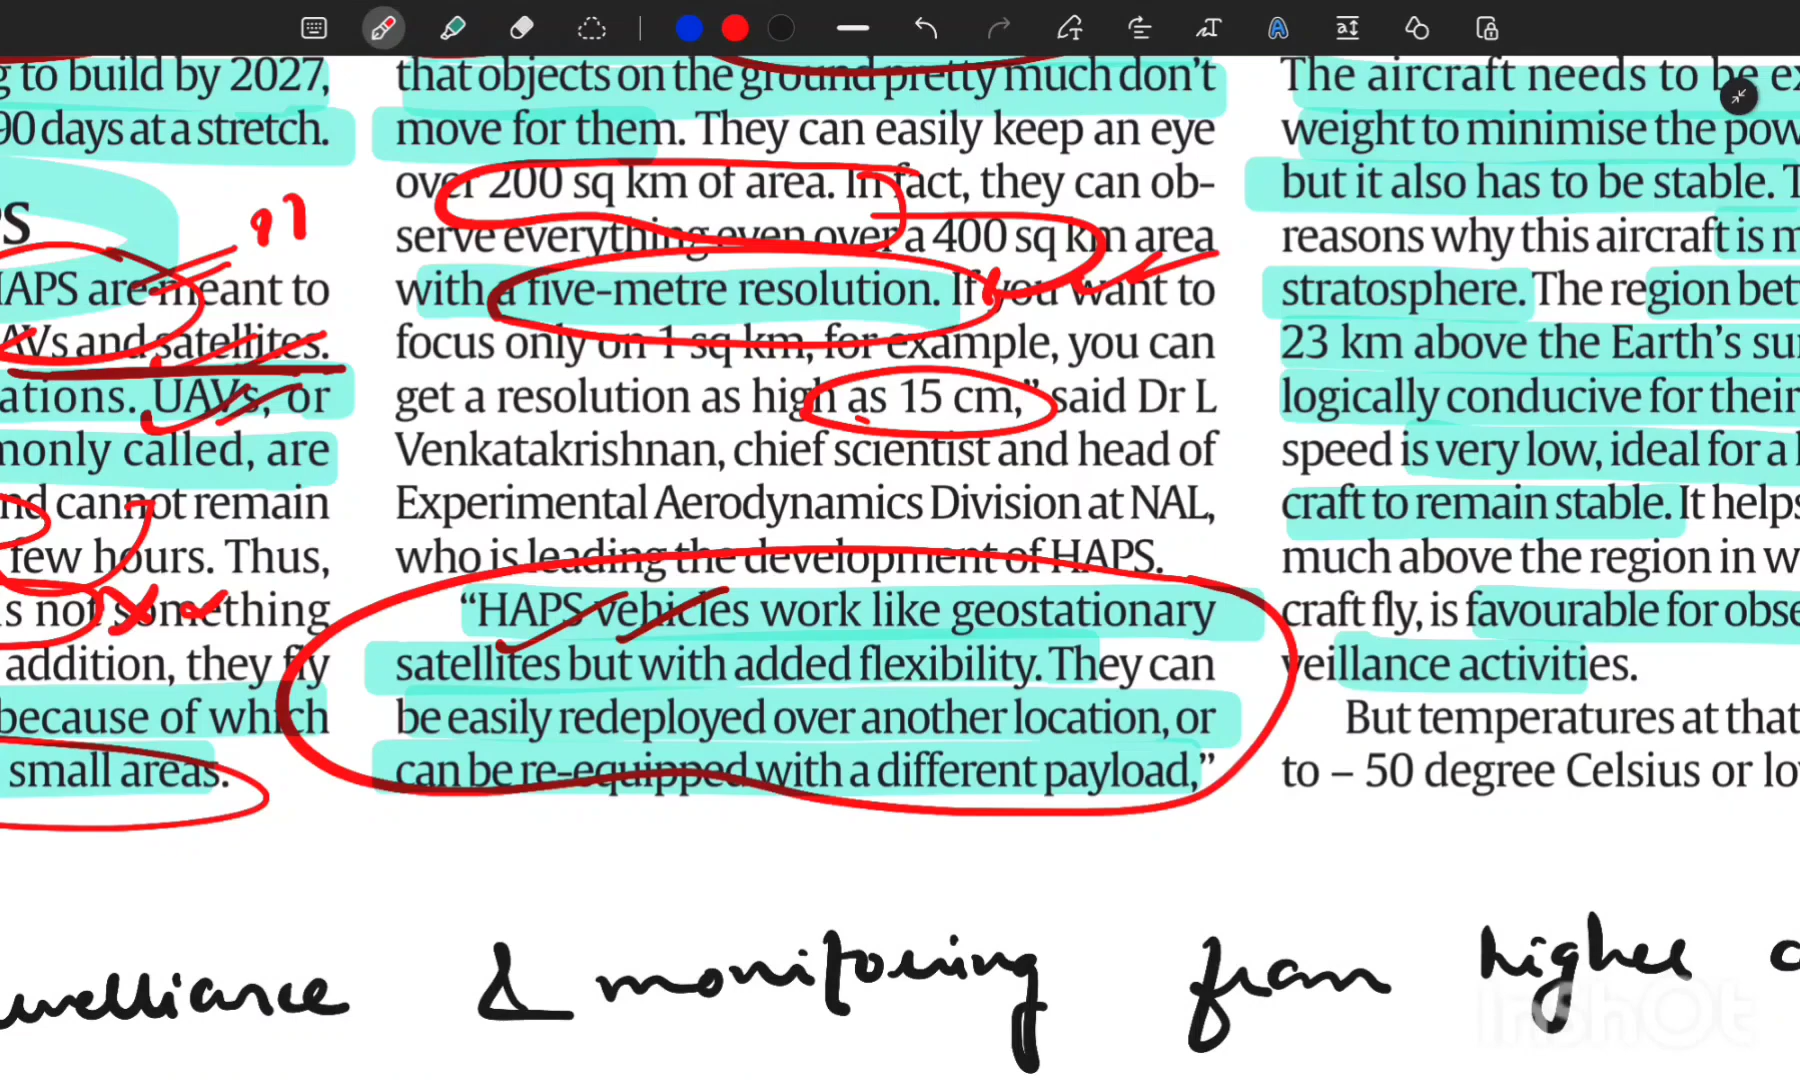 g to build by 2027,
90 days at a stretch.
PS
HAPS are meant to
AVs and satellites.
ations. UAVs, or
monly called, are
nd cannot remain
few hours. Thus,
s not something
addition, they fly
because of which
small areas.
that objects on the ground pretty much don't
move for them. They can easily keep an eye
over 200 sq km of area. In fact, they can ob-
serve everything even over a 400 sq km area
with a five-metre resolution. If you want to
focus only on 1 sq km, for example, you can
get a resolution as high as 15 cm," said Dr L
Venkatakrishnan, chief scientist and head of
Experimental Aerodynamics Division at NAL,
who is leading the development of HAPS.
"HAPS vehicles work like geostationary
satellites but with added flexibility. They can
be easily redeployed over another location, or
can be re-equipped with a different payload,"
The aircraft needs to be ex
weight to minimise the pow
but it also has to be stable. T
reasons why this aircraft is m
stratosphere. The region bet
23 km above the Earth's sur
logically conducive for their
speed is very low, ideal for a l
craft to remain stable. It helps
much above the region in w
craft fly, is favourable for obse
veillance activities.
But temperatures at that
to – 50 degree Celsius or lo
& monitoring from higher
InShOt